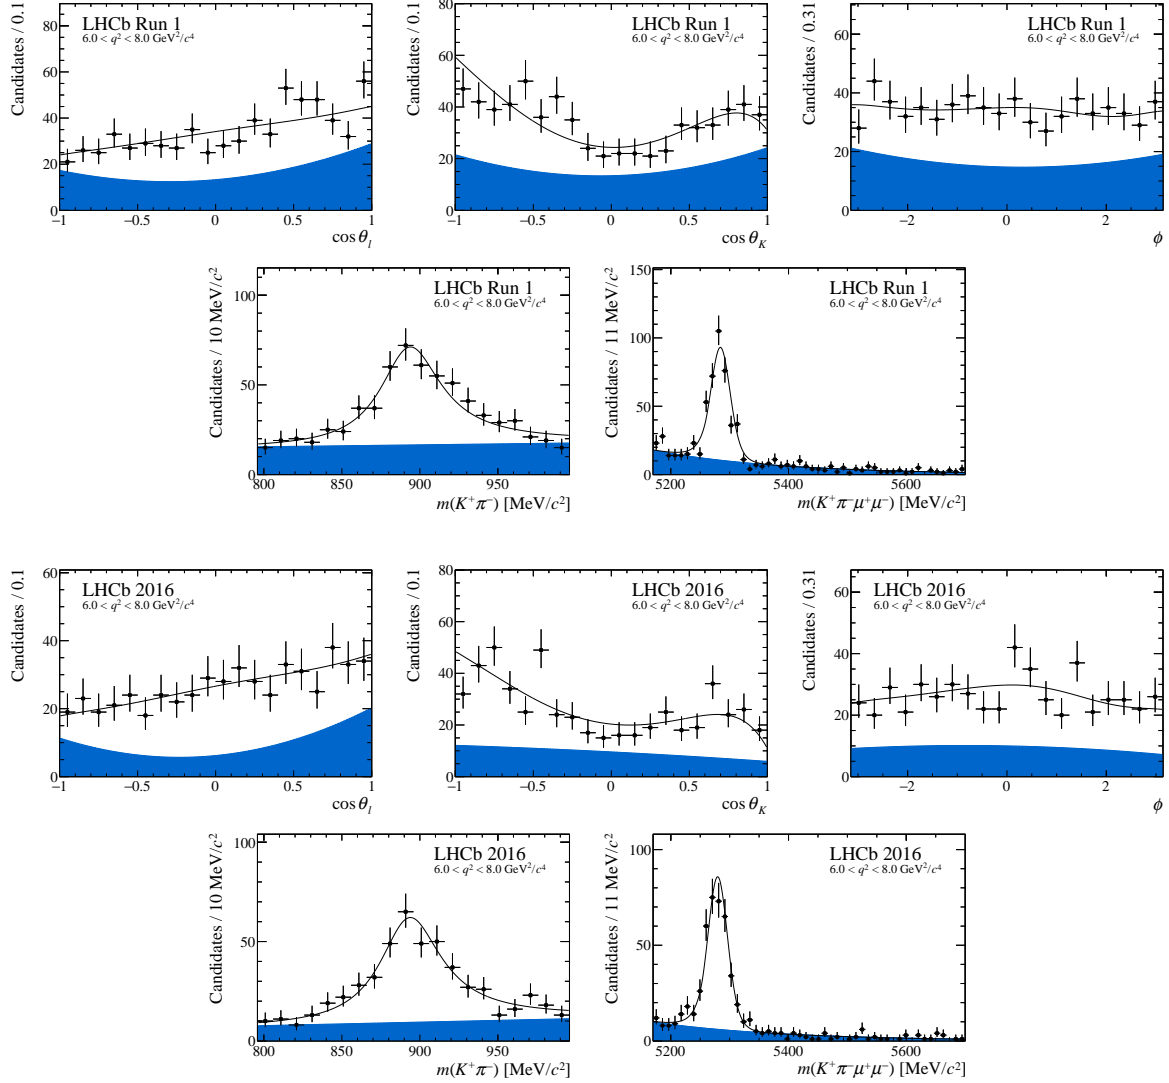 LHCb Run 1
6.0 < q² < 8.0 GeV²/c⁴
Candidates / 0.1
80
60
40
20
0
−1
−0.5
0
0.5
1
cos θ_l
LHCb Run 1
6.0 < q² < 8.0 GeV²/c⁴
Candidates / 0.1
80
60
40
20
0
−1
−0.5
0
0.5
1
cos θ_K
LHCb Run 1
6.0 < q² < 8.0 GeV²/c⁴
Candidates / 0.31
60
40
20
0
−2
0
2
ϕ
LHCb Run 1
6.0 < q² < 8.0 GeV²/c⁴
Candidates / 10 MeV/c²
100
50
0
800
850
900
950
m(K⁺π⁻) [MeV/c²]
LHCb Run 1
6.0 < q² < 8.0 GeV²/c⁴
Candidates / 11 MeV/c²
150
100
50
0
5200
5400
5600
m(K⁺π⁻μ⁺μ⁻) [MeV/c²]
LHCb 2016
6.0 < q² < 8.0 GeV²/c⁴
Candidates / 0.1
60
40
20
0
−1
−0.5
0
0.5
1
cos θ_l
LHCb 2016
6.0 < q² < 8.0 GeV²/c⁴
Candidates / 0.1
80
60
40
20
0
−1
−0.5
0
0.5
1
cos θ_K
LHCb 2016
6.0 < q² < 8.0 GeV²/c⁴
Candidates / 0.31
60
40
20
0
−2
0
2
ϕ
LHCb 2016
6.0 < q² < 8.0 GeV²/c⁴
Candidates / 10 MeV/c²
100
50
0
800
850
900
950
m(K⁺π⁻) [MeV/c²]
LHCb 2016
6.0 < q² < 8.0 GeV²/c⁴
Candidates / 11 MeV/c²
100
50
0
5200
5400
5600
m(K⁺π⁻μ⁺μ⁻) [MeV/c²]